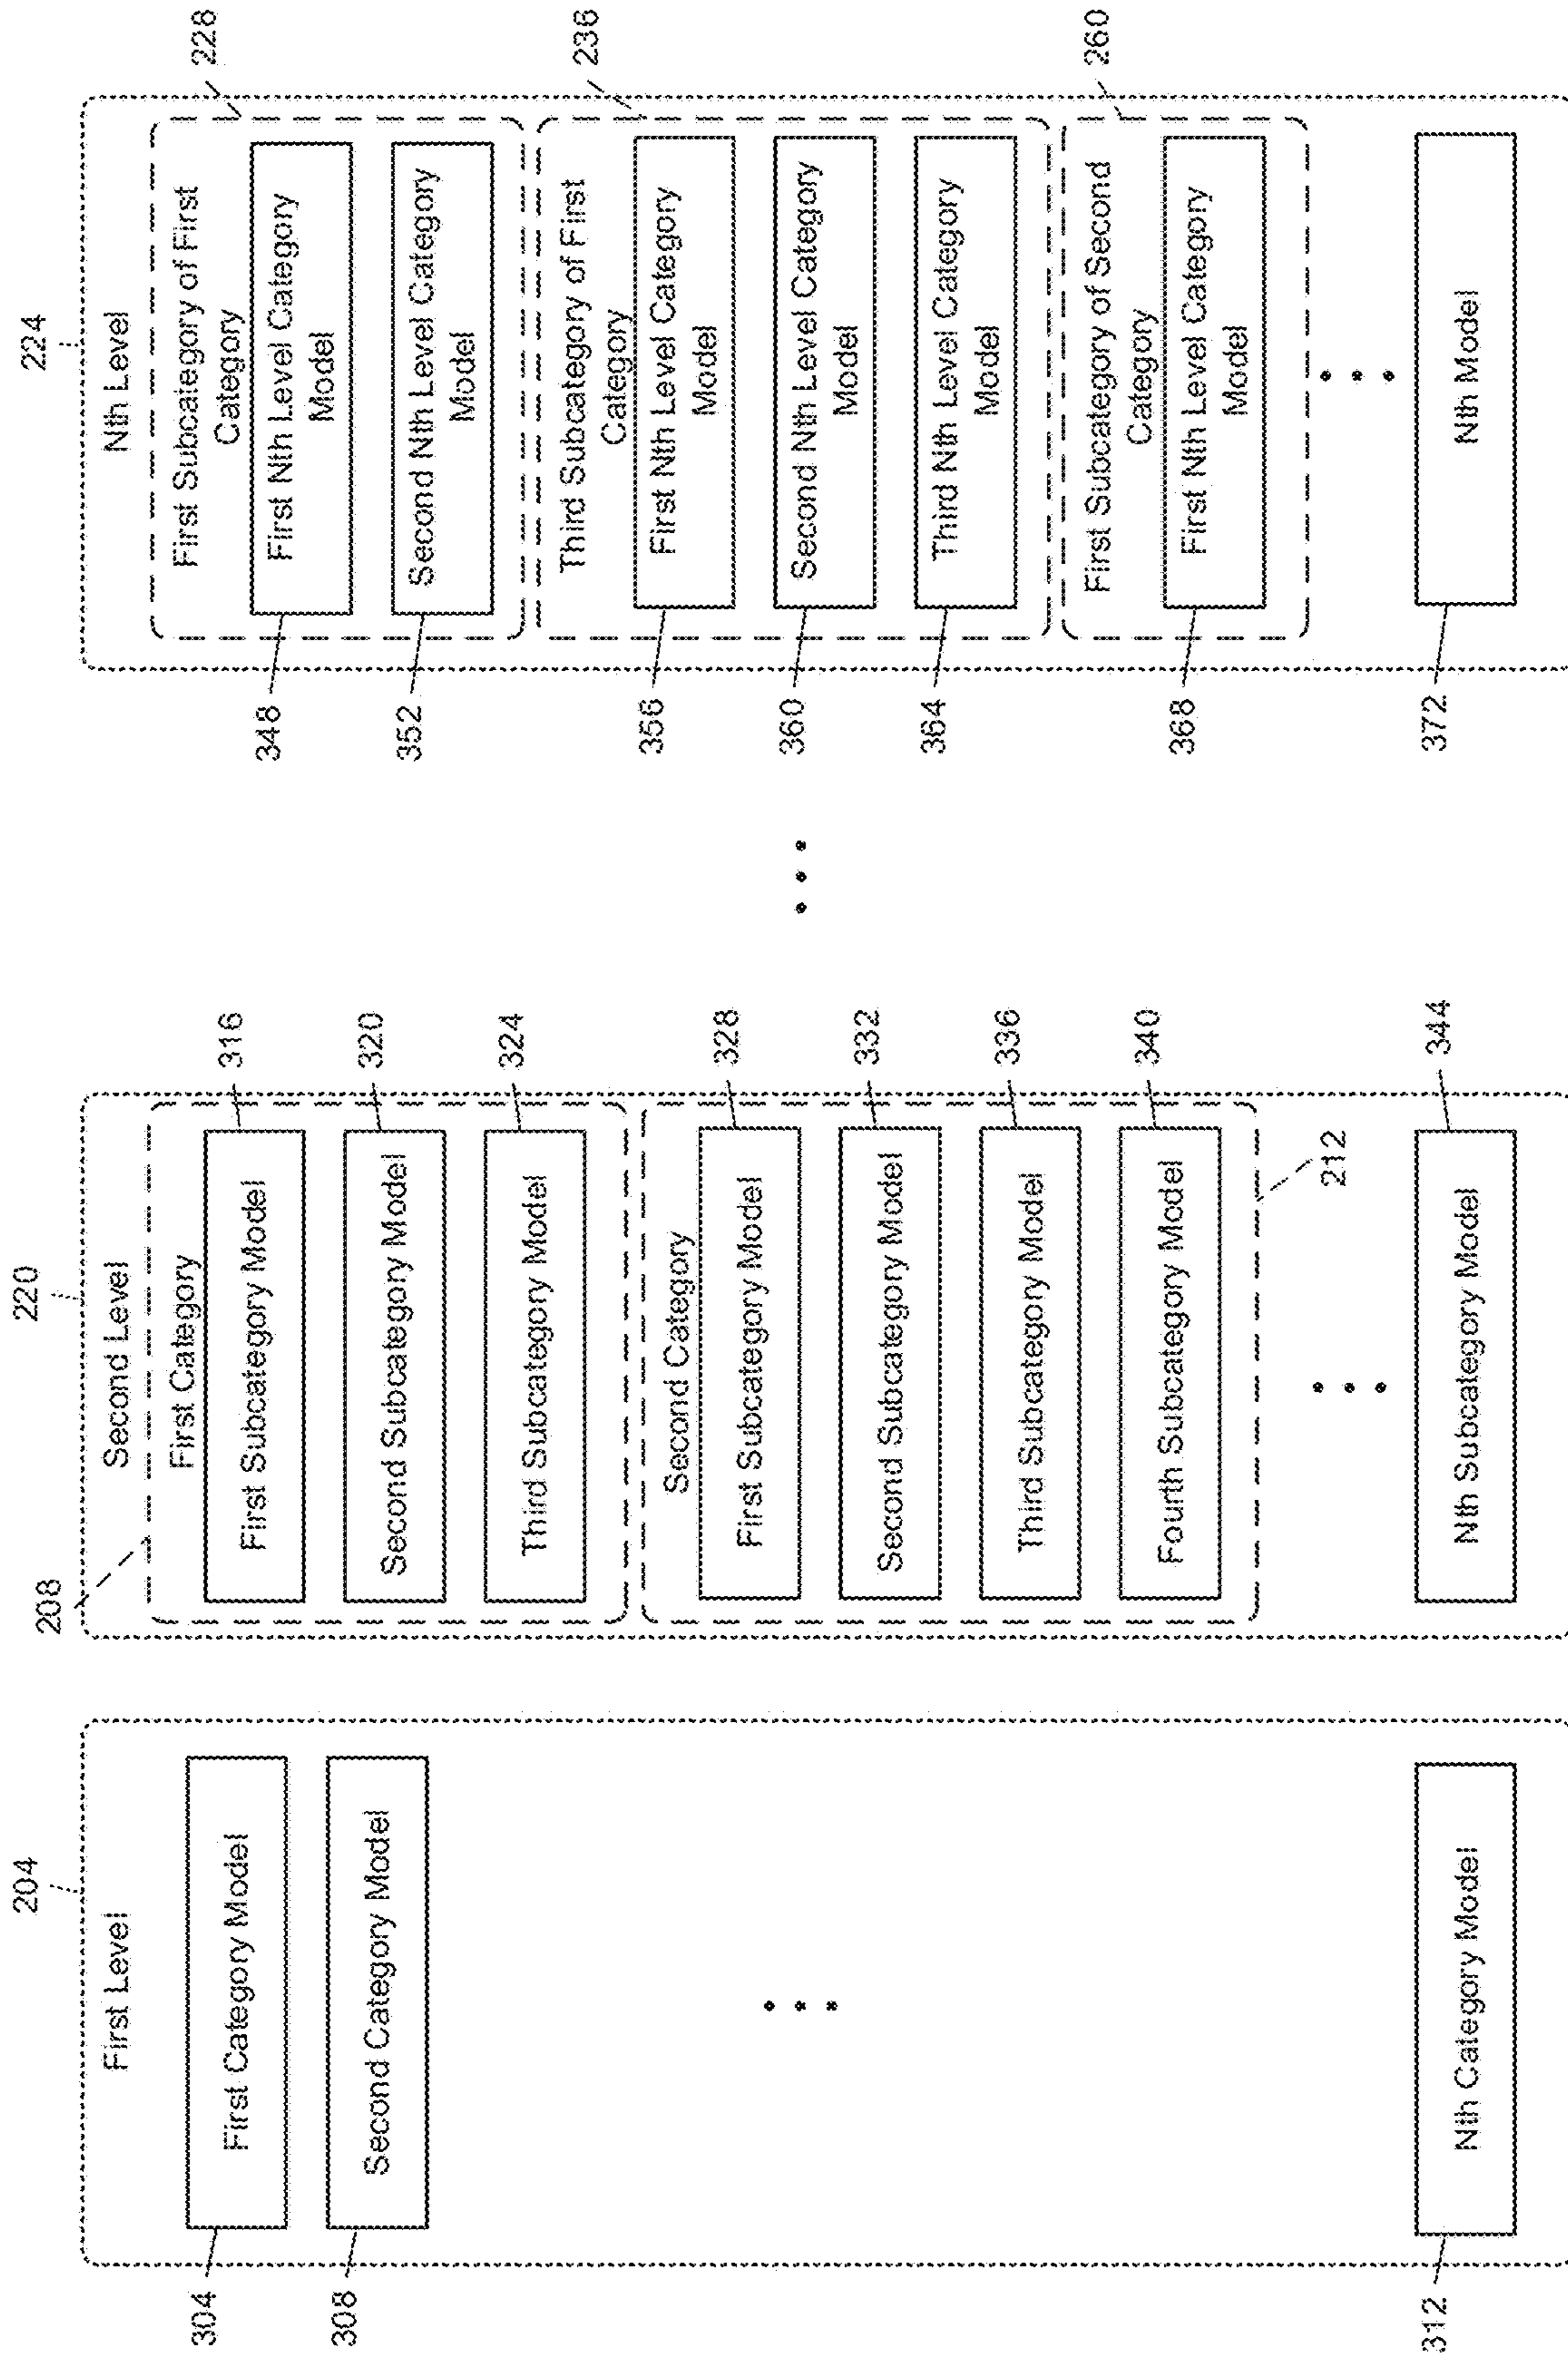 204
First Level
304
First Category Model
308
Second Category Model
312
Nth Category Model
220
208
Second Level
First Category
First Subcategory Model
316
Second Subcategory Model
320
Third Subcategory Model
324
Second Category
First Subcategory Model
328
Second Subcategory Model
332
Third Subcategory Model
336
Fourth Subcategory Model
340
212
Nth Subcategory Model
344
224
Nth Level
228
First Subcategory of First
Category
348
First Nth Level Category
Model
352
Second Nth Level Category
Model
236
Third Subcategory of First
Category
356
First Nth Level Category
Model
360
Second Nth Level Category
Model
364
Third Nth Level Category
Model
260
First Subcategory of Second
Category
368
First Nth Level Category
Model
372
Nth Model